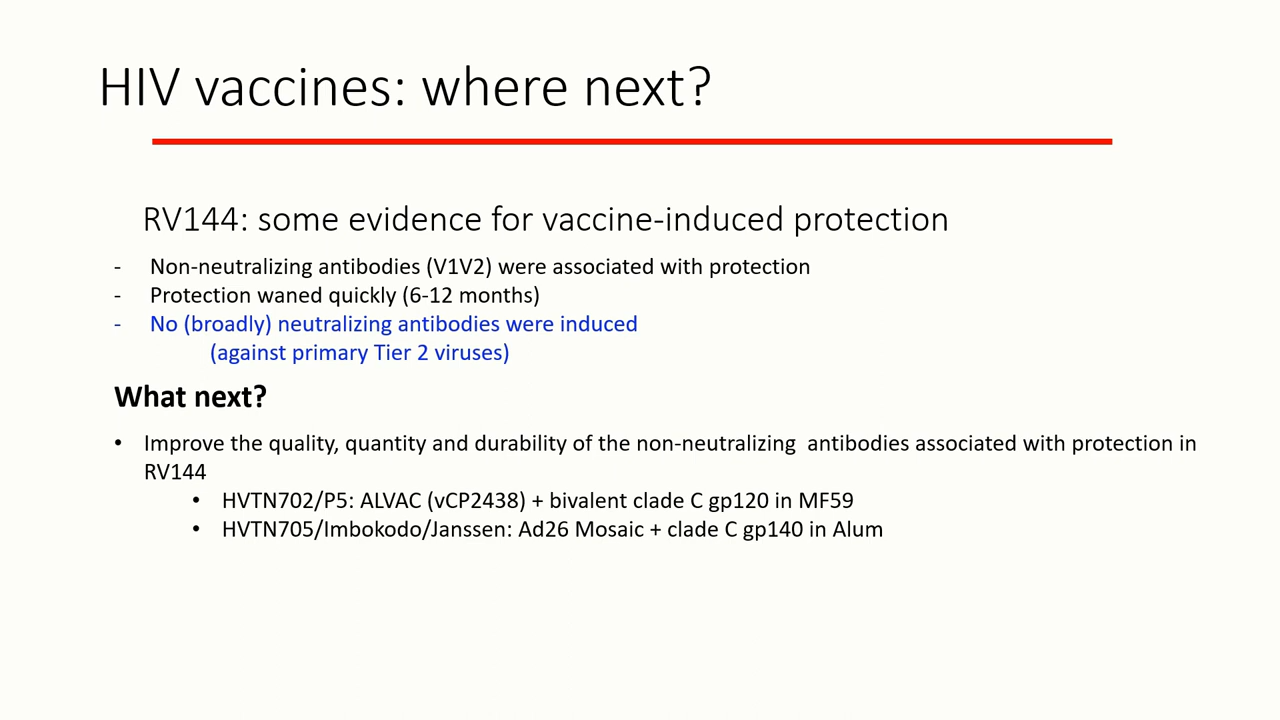 HIV vaccines: where next?
RV144: some evidence for vaccine-induced protection
- Non-neutralizing antibodies (V1V2) were associated with protection
- Protection waned quickly (6-12 months)
- No (broadly) neutralizing antibodies were induced
(against primary Tier 2 viruses)
What next?
• Improve the quality, quantity and durability of the non-neutralizing  antibodies associated with protection in
RV144
• HVTN702/P5: ALVAC (vCP2438) + bivalent clade C gp120 in MF59
• HVTN705/Imbokodo/Janssen: Ad26 Mosaic + clade C gp140 in Alum